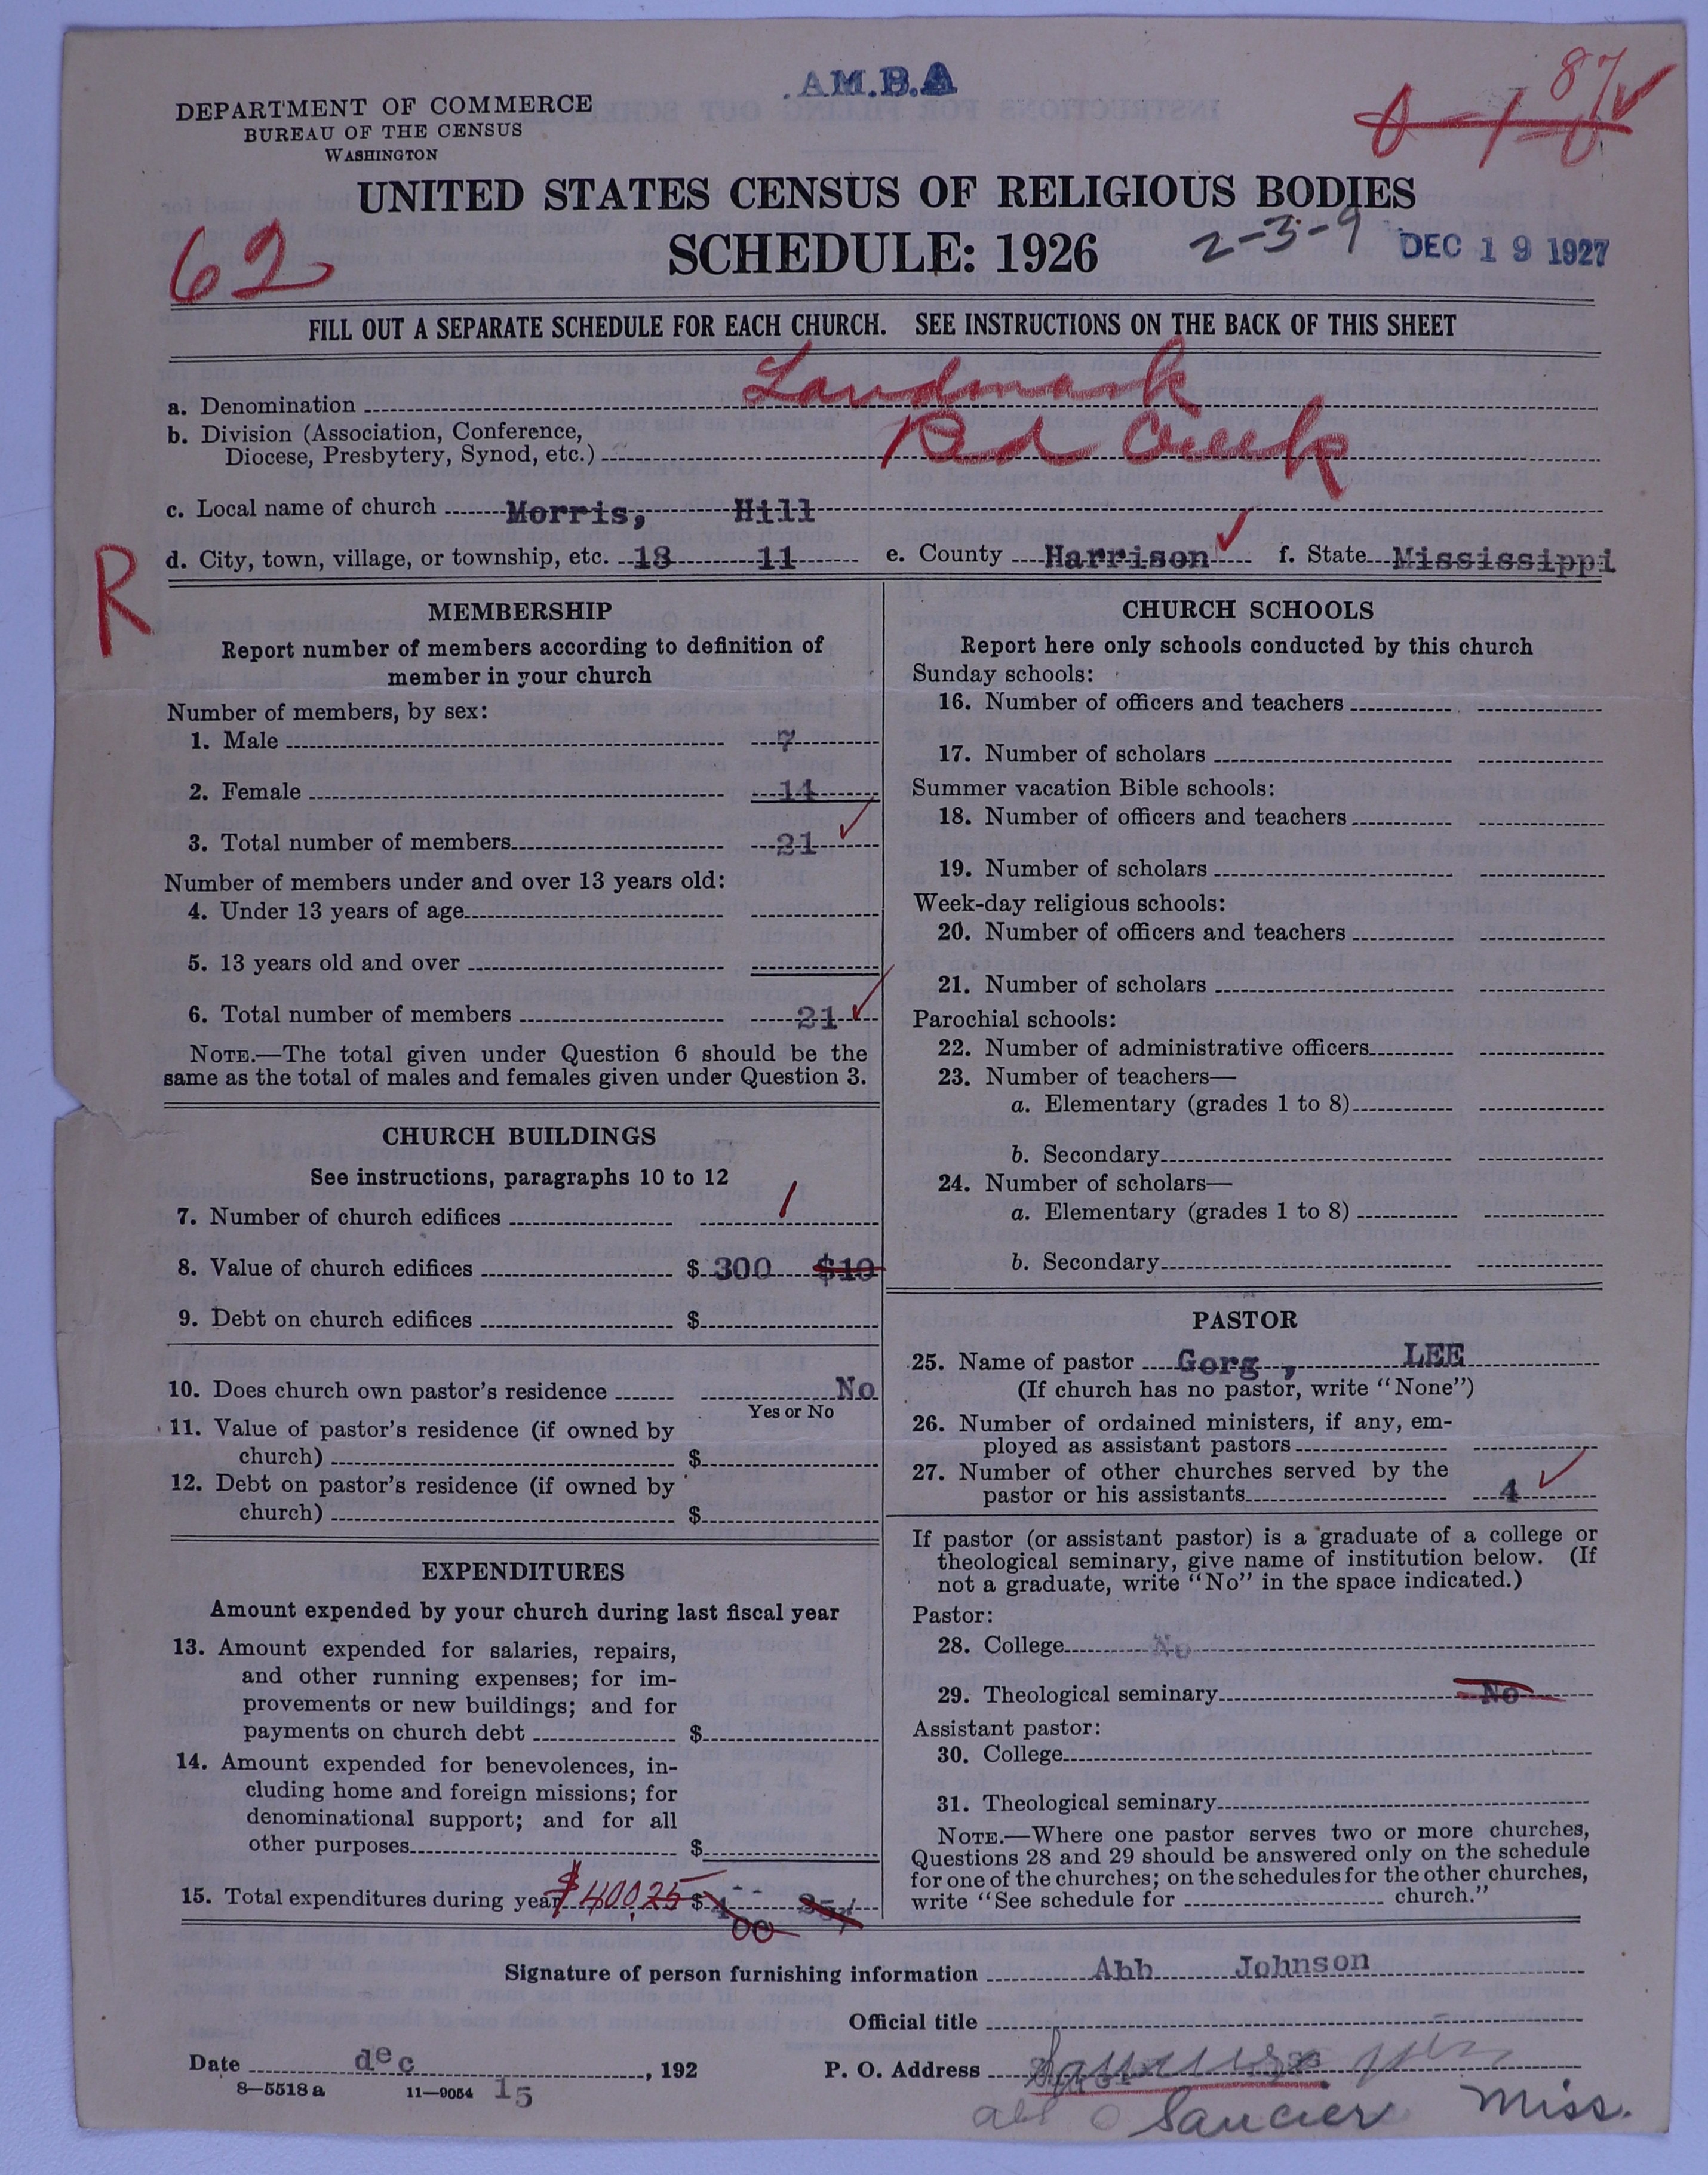 A.M.B.A
DEPARTMENT OF COMMERCE
BUREAU OF THE CENSUS
WASHINGTON
87
UNITED STATES CENSUS OF RELIGIOUS BODIES
SCHEDULE: 1926
2-3-9
DEC 19 1927
62
FILL OUT A SEPARATE SCHEDULE FOR EACH CHURCH. SEE INSTRUCTIONS ON THE BACK OF THIS SHEET
a. Denomination Landmark
b. Division (Association, Conference,
Diocese, Presbytery, Synod, etc.) Red Creek
c. Local name of church Morris, Hill
d. City, town, village, or township, etc. 18 11 e. County Harrison f. State Mississippi
R
MEMBERSHIP
Report number of members according to definition of
member in your church
Number of members, by sex:
1. Male 7
2. Female 14
3. Total number of members 21
Number of members under and over 13 years old:
4. Under 13 years of age
5. 13 years old and over
6. Total number of members 21
NOTE.—The total given under Question 6 should be the
same as the total of males and females given under Question 3.
CHURCH BUILDINGS
See instructions, paragraphs 10 to 12
7. Number of church edifices 1
8. Value of church edifices $ 300 $10
9. Debt on church edifices $
10. Does church own pastor's residence No
Yes or No
11. Value of pastor's residence (if owned by
church) $
12. Debt on pastor's residence (if owned by
church) $
EXPENDITURES
Amount expended by your church during last fiscal year
13. Amount expended for salaries, repairs,
and other running expenses; for im-
provements or new buildings; and for
payments on church debt $
14. Amount expended for benevolences, in-
cluding home and foreign missions; for
denominational support; and for all
other purposes $
15. Total expenditures during year $
CHURCH SCHOOLS
Report here only schools conducted by this church
Sunday schools:
16. Number of officers and teachers
17. Number of scholars
Summer vacation Bible schools:
18. Number of officers and teachers
19. Number of scholars
Week-day religious schools:
20. Number of officers and teachers
21. Number of scholars
Parochial schools:
22. Number of administrative officers
23. Number of teachers—
a. Elementary (grades 1 to 8)
b. Secondary
24. Number of scholars—
a. Elementary (grades 1 to 8)
b. Secondary
PASTOR
25. Name of pastor Gorg , LEE
(If church has no pastor, write "None")
26. Number of ordained ministers, if any, em-
ployed as assistant pastors
27. Number of other churches served by the
pastor or his assistants 4
If pastor (or assistant pastor) is a graduate of a college or
theological seminary, give name of institution below. (If
not a graduate, write "No" in the space indicated.)
Pastor:
28. College No
29. Theological seminary No
Assistant pastor:
30. College
31. Theological seminary
NOTE.—Where one pastor serves two or more churches,
Questions 28 and 29 should be answered only on the schedule
for one of the churches; on the schedules for the other churches,
write "See schedule for church."
Signature of person furnishing information Abb Johnson
Official title
Date dec 15, 192
P. O. Address
8—5518 a 11—9054
Saucier Miss.